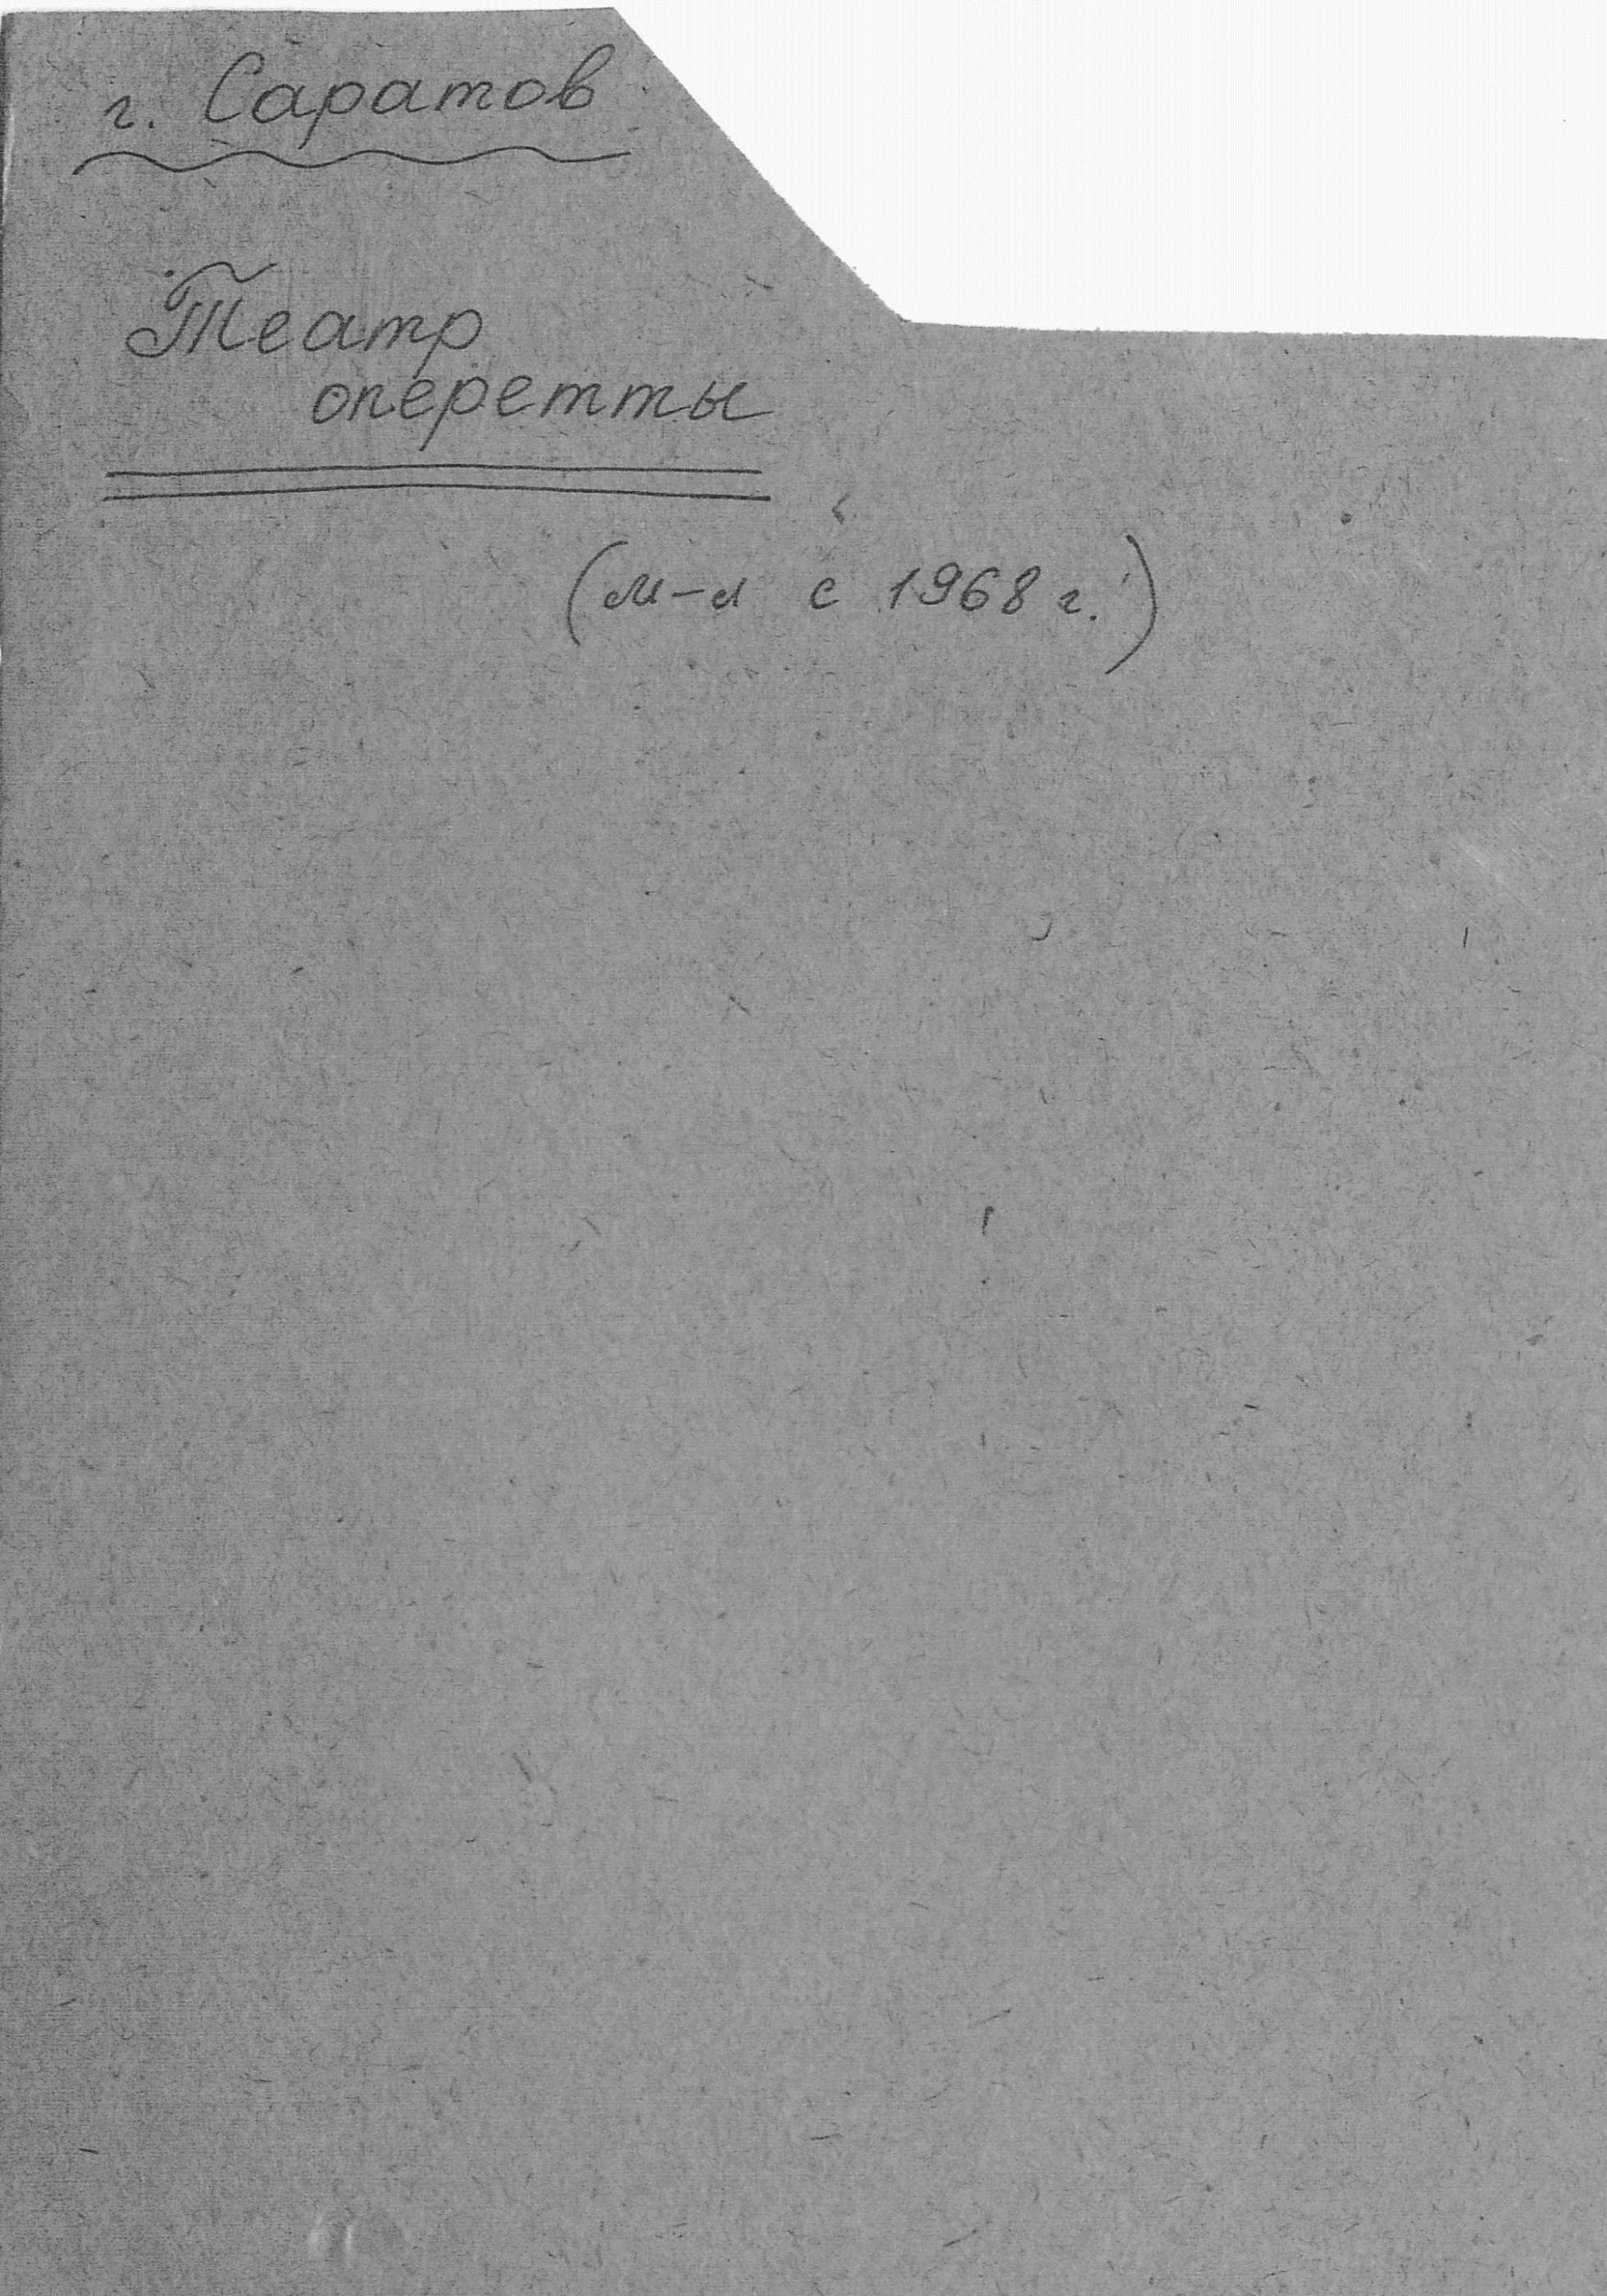 г. Саратов
Театр
оперетты
(м-л с 1968 г.)